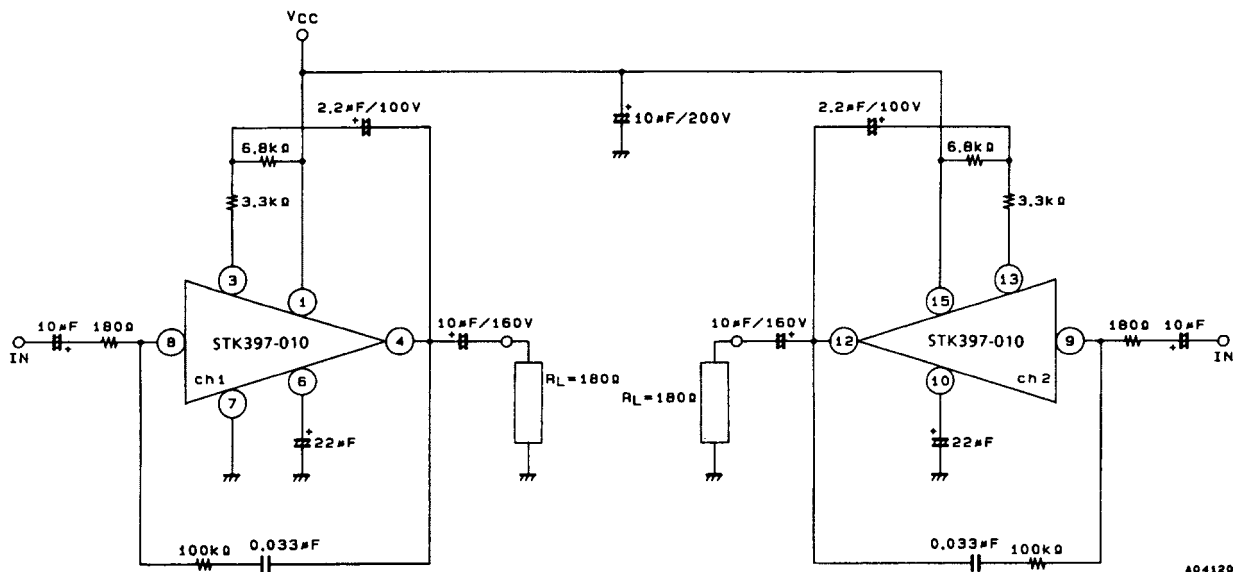 VCC
2.2µF/100V
10µF/200V
2.2µF/100V
6.8kΩ
6.8kΩ
3.3kΩ
3.3kΩ
3
1
15
13
10µF
180Ω
8
STK397-010
4
10µF/160V
10µF/160V
12
STK397-010
9
180Ω
10µF
IN
IN
ch1
ch2
RL=180Ω
RL=180Ω
7
6
10
22µF
22µF
100kΩ
0.033µF
0.033µF
100kΩ
A04129